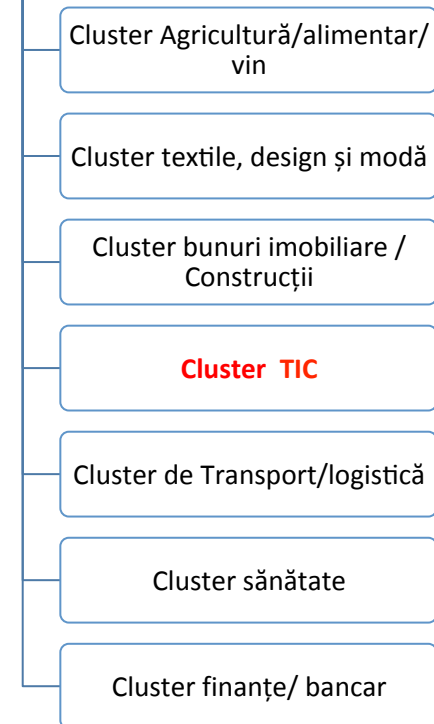 Cluster Agricultură/alimentar/
vin
Cluster textile, design și modă
Cluster bunuri imobiliare /
Construcții
Cluster TIC
Cluster de Transport/logistică
Cluster sănătate
Cluster finanțe/ bancar